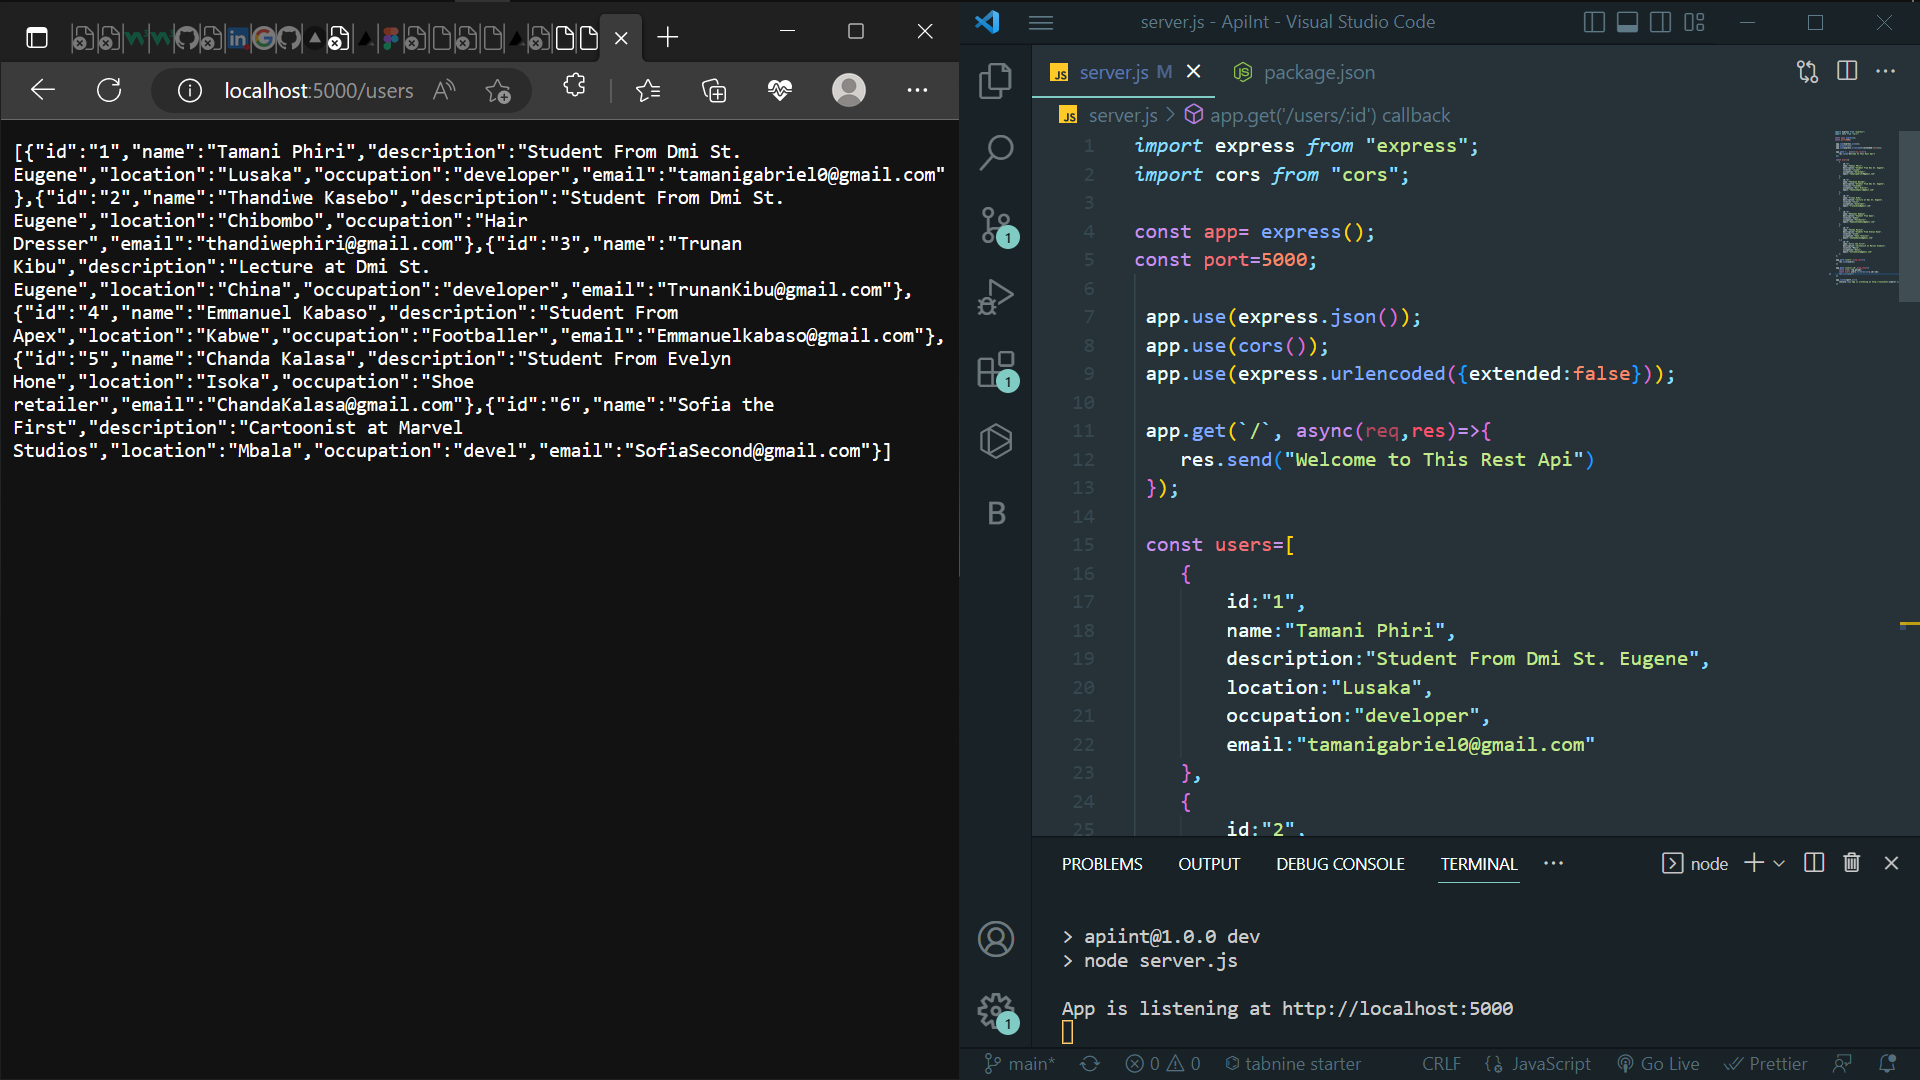 localhost:5000/users
[{"id":"1","name":"Tamani Phiri","description":"Student From Dmi St.
Eugene","location":"Lusaka","occupation":"developer","email":"tamanigabriel0@gmail.com"
},{"id":"2","name":"Thandiwe Kasebo","description":"Student From Dmi St.
Eugene","location":"Chibombo","occupation":"Hair
Dresser","email":"thandiwephiri@gmail.com"},{"id":"3","name":"Trunan
Kibu","description":"Lecture at Dmi St.
Eugene","location":"China","occupation":"developer","email":"TrunanKibu@gmail.com"},
{"id":"4","name":"Emmanuel Kabaso","description":"Student From
Apex","location":"Kabwe","occupation":"Footballer","email":"Emmanuelkabaso@gmail.com"},
{"id":"5","name":"Chanda Kalasa","description":"Student From Evelyn
Hone","location":"Isoka","occupation":"Shoe
retailer","email":"ChandaKalasa@gmail.com"},{"id":"6","name":"Sofia the
First","description":"Cartoonist at Marvel
Studios","location":"Mbala","occupation":"devel","email":"SofiaSecond@gmail.com"}]
server.js - ApiInt - Visual Studio Code
JS server.js M
package.json
JS server.js > app.get('/users/:id') callback
1 import express from "express";
2 import cors from "cors";
3
4 const app= express();
5 const port=5000;
6
7 app.use(express.json());
8 app.use(cors());
9 app.use(express.urlencoded({extended:false}));
10
11 app.get(`/`, async(req,res)=>{
12 res.send("Welcome to This Rest Api")
13 });
14
15 const users=[
16 {
17 id:"1",
18 name:"Tamani Phiri",
19 description:"Student From Dmi St. Eugene",
20 location:"Lusaka",
21 occupation:"developer",
22 email:"tamanigabriel0@gmail.com"
23 },
24 {
25 id:"2",
1
1
B
1
PROBLEMS OUTPUT DEBUG CONSOLE TERMINAL ··· node
> apiint@1.0.0 dev
> node server.js
App is listening at http://localhost:5000
main* 0 0 tabnine starter CRLF {} JavaScript Go Live Prettier